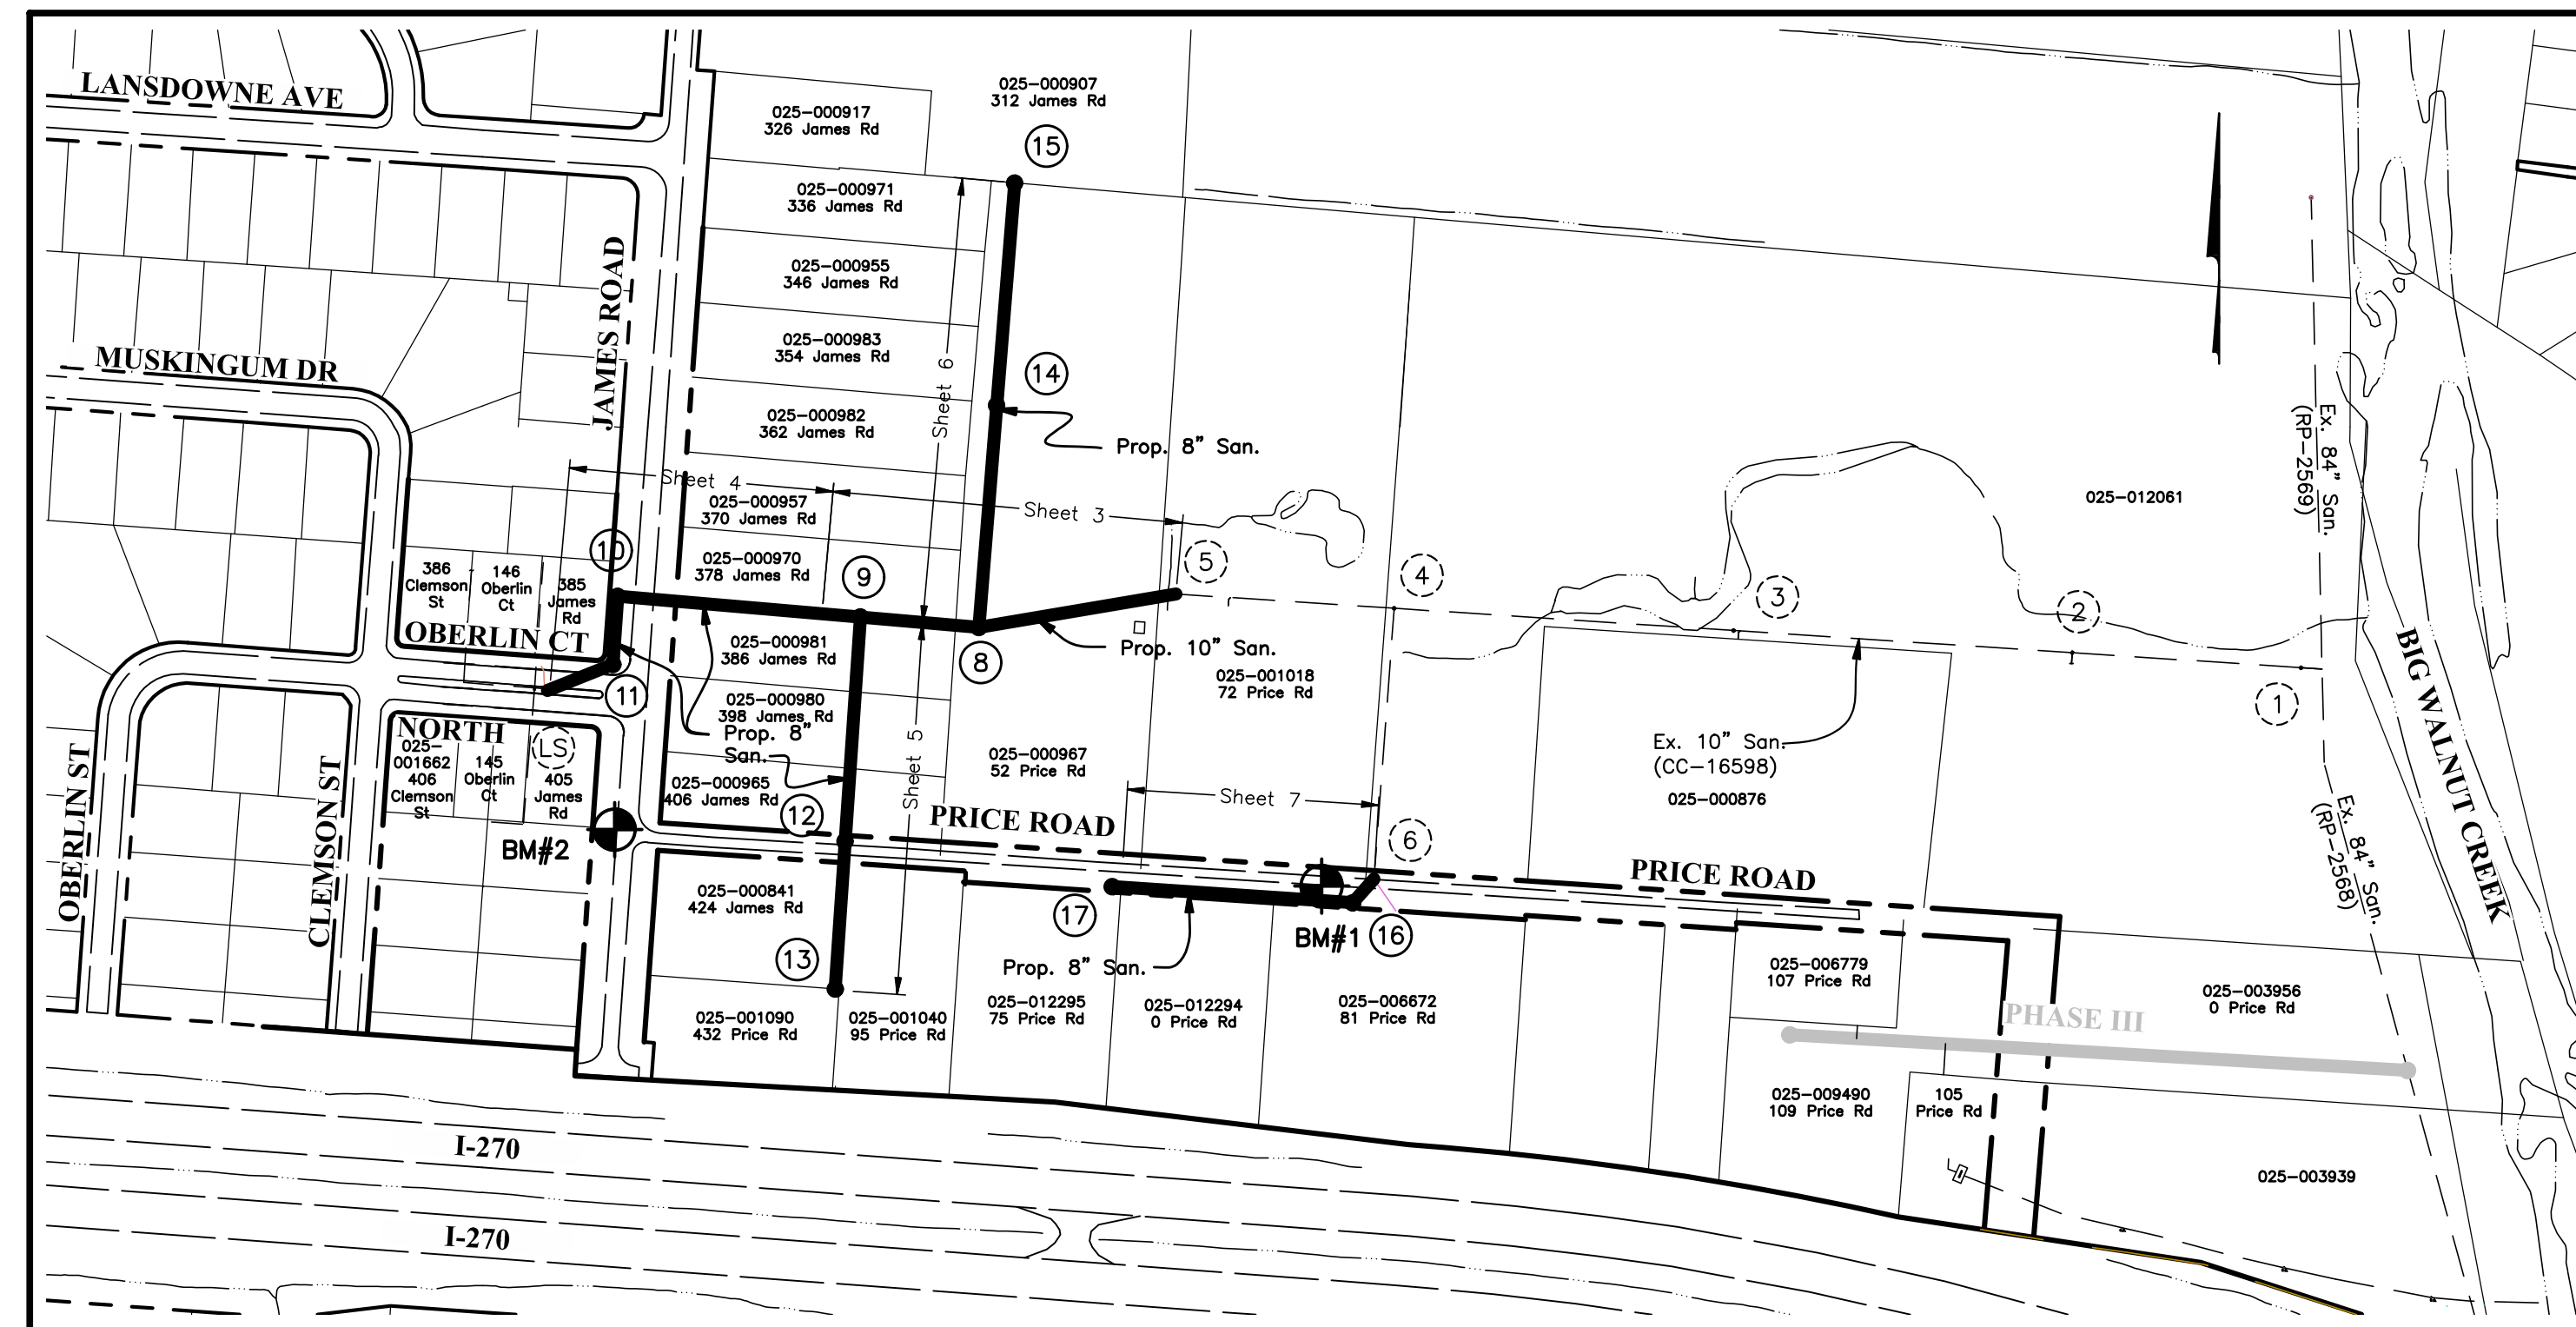 LANSDOWNE AVE
025-000907
312 James Rd
025-000917
326 James Rd
15
025-000971
336 James Rd
JAMES ROAD
025-000955
346 James Rd
025-000983
354 James Rd
Sheet 6
MUSKINGUM DR
14
025-000982
362 James Rd
Prop. 8" San.
Ex. 84" San.
(RP-2569)
Sheet 4
025-000957
370 James Rd
Sheet 3
025-012061
10
025-000970
378 James Rd
9
5
4
3
2
386
Clemson
St
146
Oberlin
Ct
385
James
Rd
OBERLIN CT
025-000981
386 James Rd
8
Prop. 10" San.
025-001018
72 Price Rd
11
1
BIG WALNUT CREEK
025-000980
398 James Rd
Prop. 8"
San.
NORTH
LS
025-
001662
406
Clemson
St
145
Oberlin
Ct
405
James
Rd
OBERLIN ST
CLEMSON ST
Sheet 5
025-000967
52 Price Rd
Ex. 10" San.
(CC-16598)
025-000876
025-000965
406 James Rd
Sheet 7
12
PRICE ROAD
6
Ex. 84" San.
(RP-2568)
BM#2
PRICE ROAD
025-000841
424 James Rd
17
BM#1
16
13
Prop. 8" San.
025-006779
107 Price Rd
025-003956
0 Price Rd
PHASE III
025-001090
432 Price Rd
025-001040
95 Price Rd
025-012295
75 Price Rd
025-012294
0 Price Rd
025-006672
81 Price Rd
025-009490
109 Price Rd
105
Price Rd
I-270
025-003939
I-270